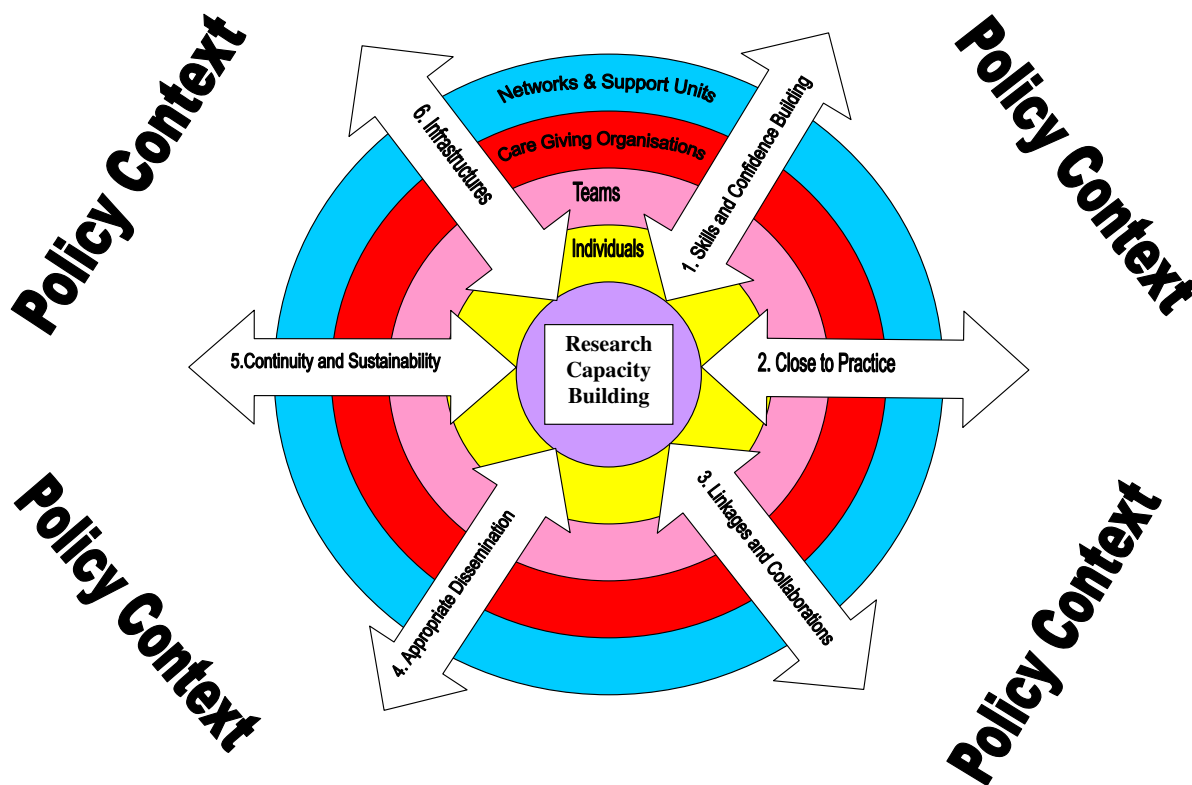 Policy Context
Policy Context
Networks & Support Units
Care Giving Organisations
Teams
Individuals
6. Infrastructures
1. Skills and Confidence Building
5.Continuity and Sustainability
Research
Capacity
Building
2. Close to Practice
4. Appropriate Dissemination
3. Linkages and Collaborations
Policy Context
Policy Context